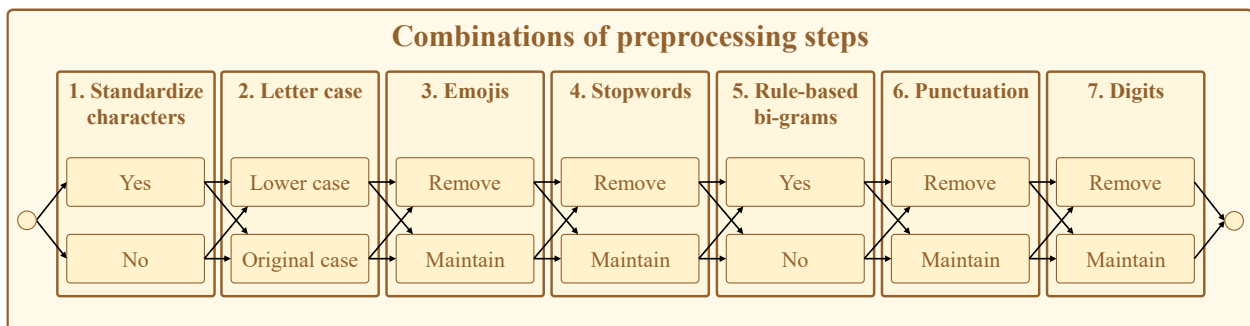 Combinations of preprocessing steps
1. Standardize
characters
Yes
No
2. Letter case
Lower case
Original case
3. Emojis
Remove
Maintain
4. Stopwords
Remove
Maintain
5. Rule-based
bi-grams
Yes
No
6. Punctuation
Remove
Maintain
7. Digits
Remove
Maintain